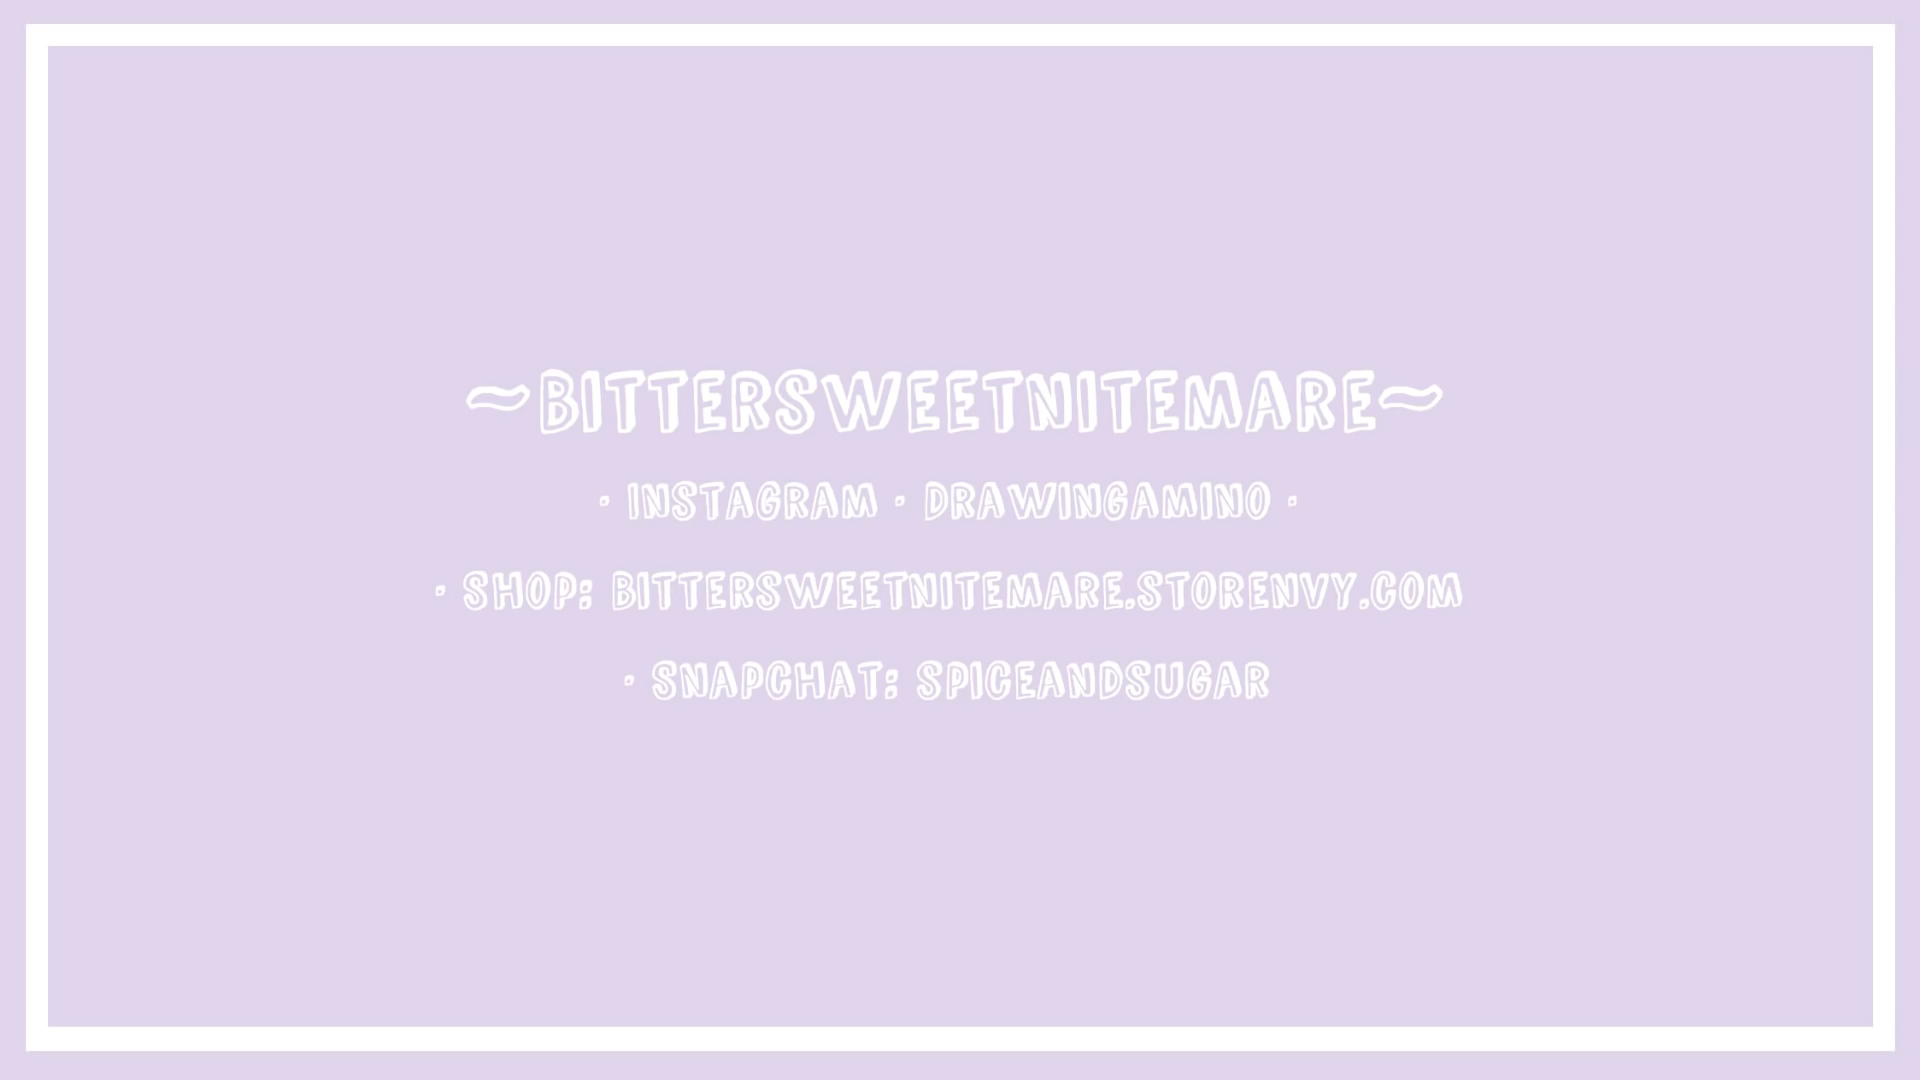 ~BITTERSWEETNITEMARE~
· INSTAGRAM · DRAWINGAMINO ·
· SHOP: BITTERSWEETNITEMARE.STORENVY.COM
· SNAPCHAT: SPICEANDSUGAR